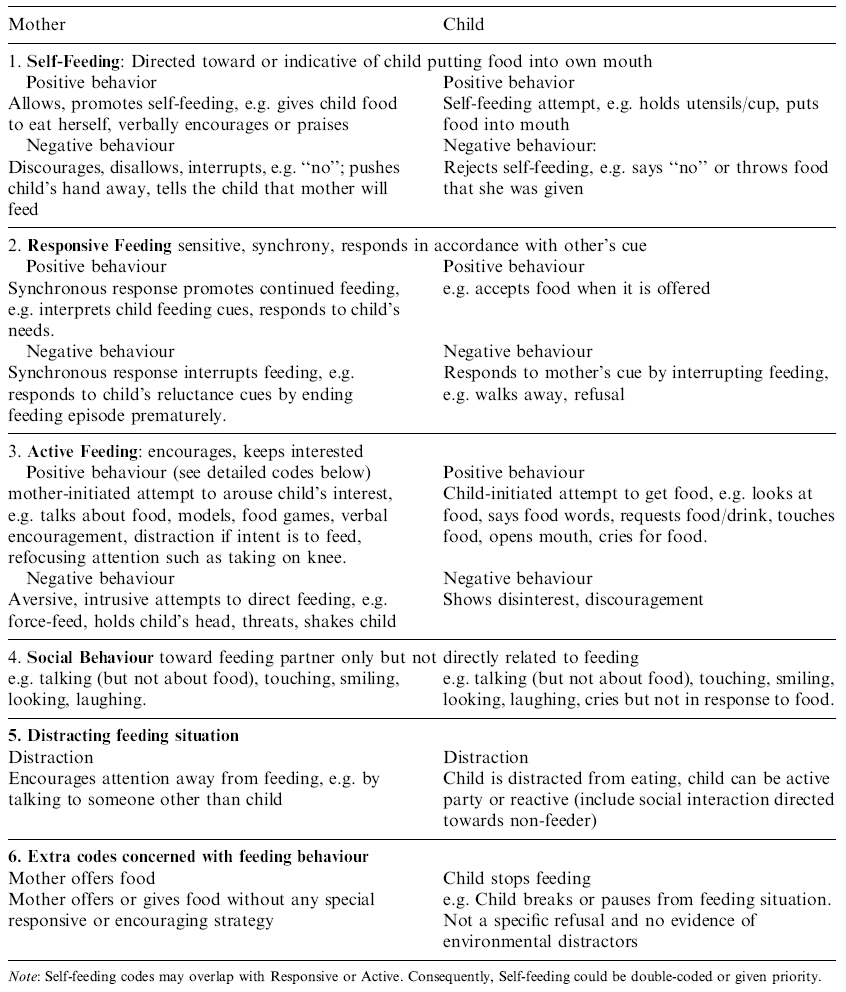 Mother Child
1. Self-Feeding: Directed toward or indicative of child putting food into own mouth
Positive behavior Positive behavior
Allows, promotes self-feeding, e.g. gives child food Self-feeding attempt, e.g. holds utensils/cup, puts
to eat herself, verbally encourages or praises food into mouth
Negative behaviour Negative behaviour:
Discourages, disallows, interrupts, e.g. “no”; pushes Rejects self-feeding, e.g. says “no” or throws food
child's hand away, tells the child that mother will that she was given
feed
2. Responsive Feeding sensitive, synchrony, responds in accordance with other's cue
Positive behaviour Positive behaviour
Synchronous response promotes continued feeding, e.g. accepts food when it is offered
e.g. interprets child feeding cues, responds to child's
needs.
Negative behaviour Negative behaviour
Synchronous response interrupts feeding, e.g. Responds to mother's cue by interrupting feeding,
responds to child's reluctance cues by ending e.g. walks away, refusal
feeding episode prematurely.
3. Active Feeding: encourages, keeps interested
Positive behaviour (see detailed codes below) Positive behaviour
mother-initiated attempt to arouse child's interest, Child-initiated attempt to get food, e.g. looks at
e.g. talks about food, models, food games, verbal food, says food words, requests food/drink, touches
encouragement, distraction if intent is to feed, food, opens mouth, cries for food.
refocusing attention such as taking on knee.
Negative behaviour Negative behaviour
Aversive, intrusive attempts to direct feeding, e.g. Shows disinterest, discouragement
force-feed, holds child's head, threats, shakes child
4. Social Behaviour toward feeding partner only but not directly related to feeding
e.g. talking (but not about food), touching, smiling, e.g. talking (but not about food), touching, smiling,
looking, laughing. looking, laughing, cries but not in response to food.
5. Distracting feeding situation
Distraction Distraction
Encourages attention away from feeding, e.g. by Child is distracted from eating, child can be active
talking to someone other than child party or reactive (include social interaction directed
towards non-feeder)
6. Extra codes concerned with feeding behaviour
Mother offers food Child stops feeding
Mother offers or gives food without any special e.g. Child breaks or pauses from feeding situation.
responsive or encouraging strategy Not a specific refusal and no evidence of
environmental distractors
Note: Self-feeding codes may overlap with Responsive or Active. Consequently, Self-feeding could be double-coded or given priority.